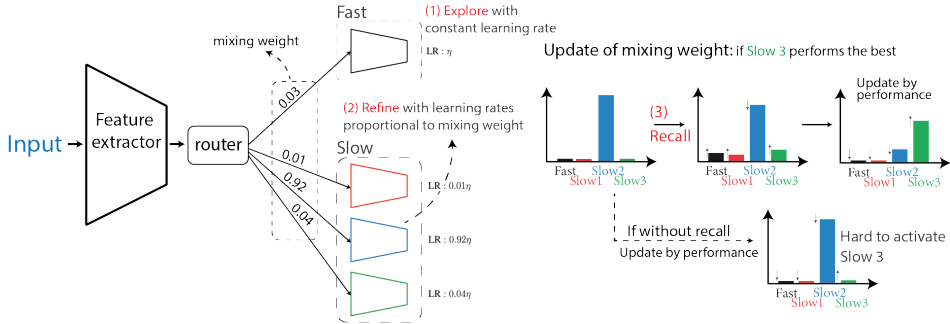 Fast
(1) Explore with
constant learning rate
LR : η
mixing weight
0.03
(2) Refine with learning rates
proportional to mixing weight
Feature
extractor
Input
router
Slow
0.01
0.92
0.04
LR : 0.01η
LR : 0.92η
LR : 0.04η
Update of mixing weight: if Slow 3 performs the best
(3)
Recall
Update by
performance
Fast Slow2
Slow1 Slow3
Fast Slow2
Slow1 Slow3
Fast Slow2
Slow1 Slow3
If without recall
Update by performance
Hard to activate
Slow 3
Fast Slow2
Slow1 Slow3